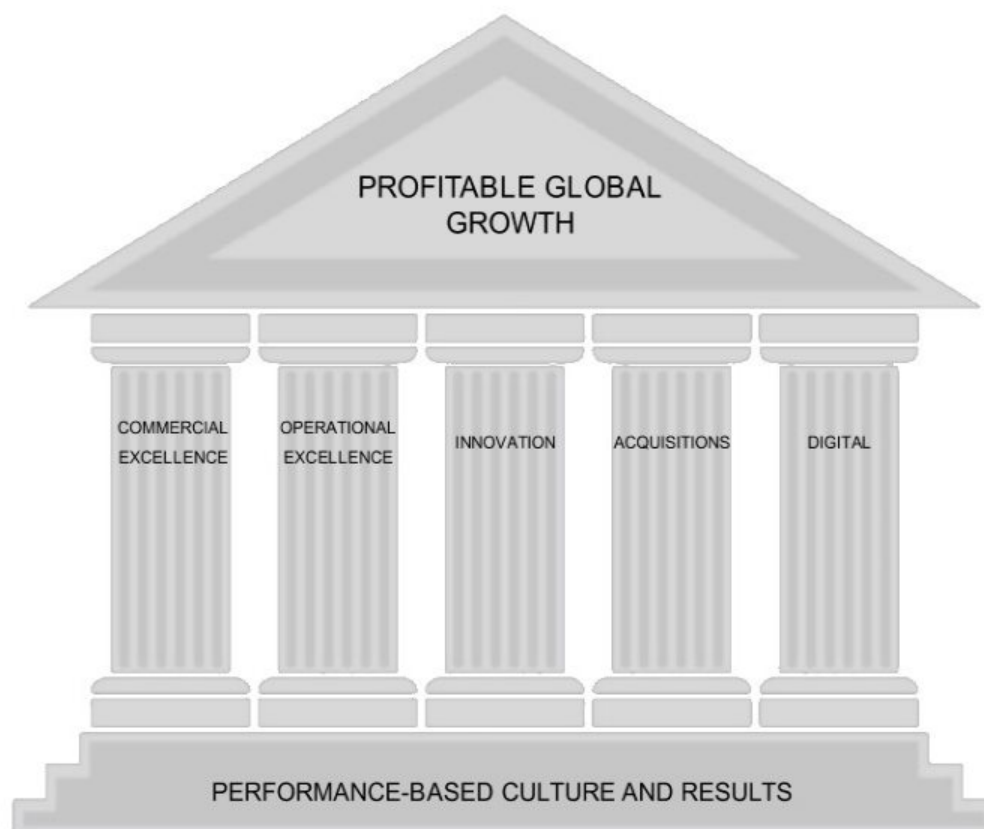 PROFITABLE GLOBAL
GROWTH
COMMERCIAL
EXCELLENCE
OPERATIONAL
EXCELLENCE
INNOVATION
ACQUISITIONS
DIGITAL
PERFORMANCE-BASED CULTURE AND RESULTS